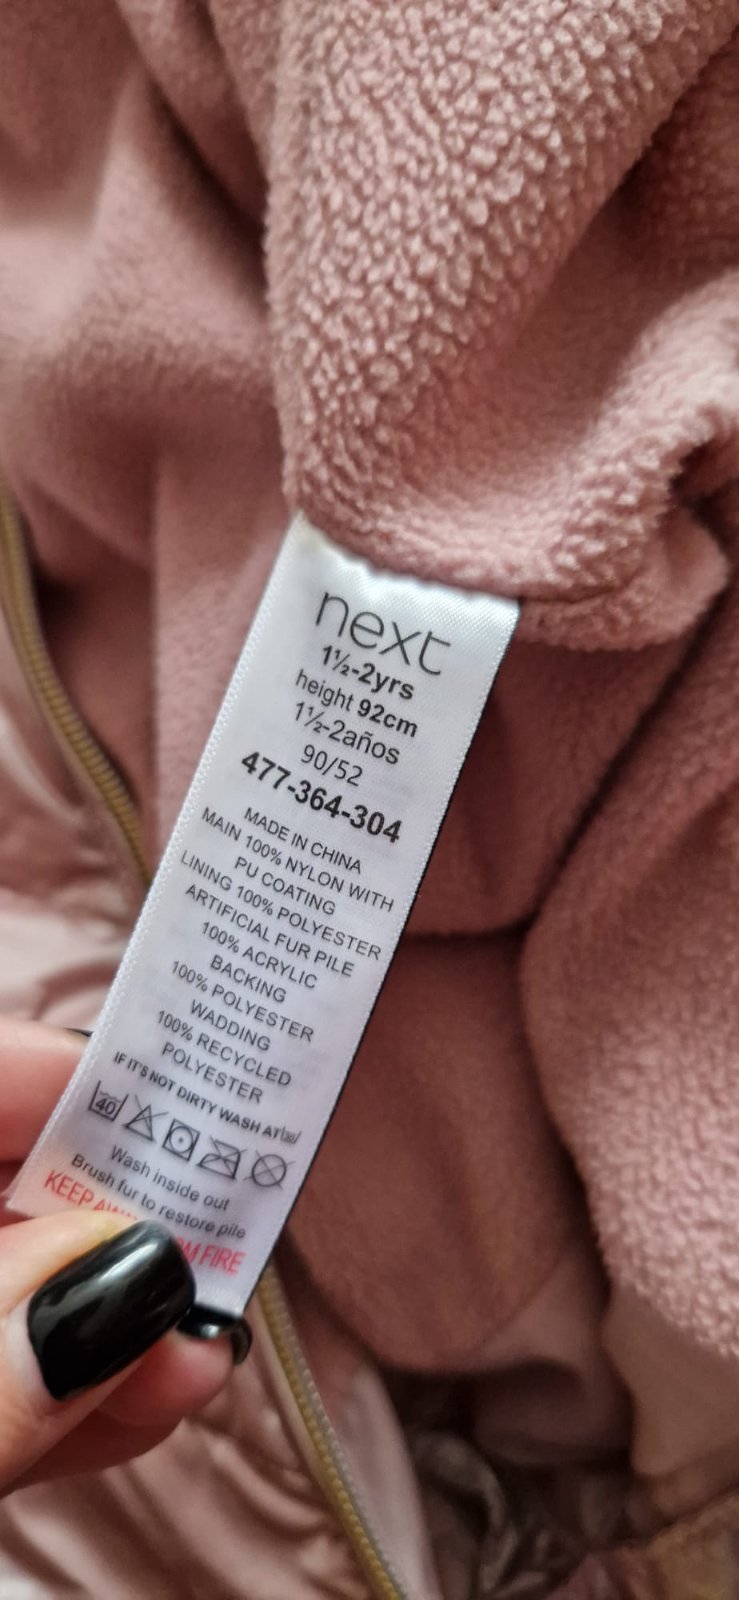 next
1½-2yrs
height 92cm
1½-2años
90/52
477-364-304
MADE IN CHINA
MAIN 100% NYLON WITH
PU COATING
LINING 100% POLYESTER
ARTIFICIAL FUR PILE
100% ACRYLIC
BACKING
100% POLYESTER
WADDING
100% RECYCLED
POLYESTER
IF IT'S NOT DIRTY WASH AT 30
40
Wash inside out
Brush fur to restore pile
KEEP FIRE